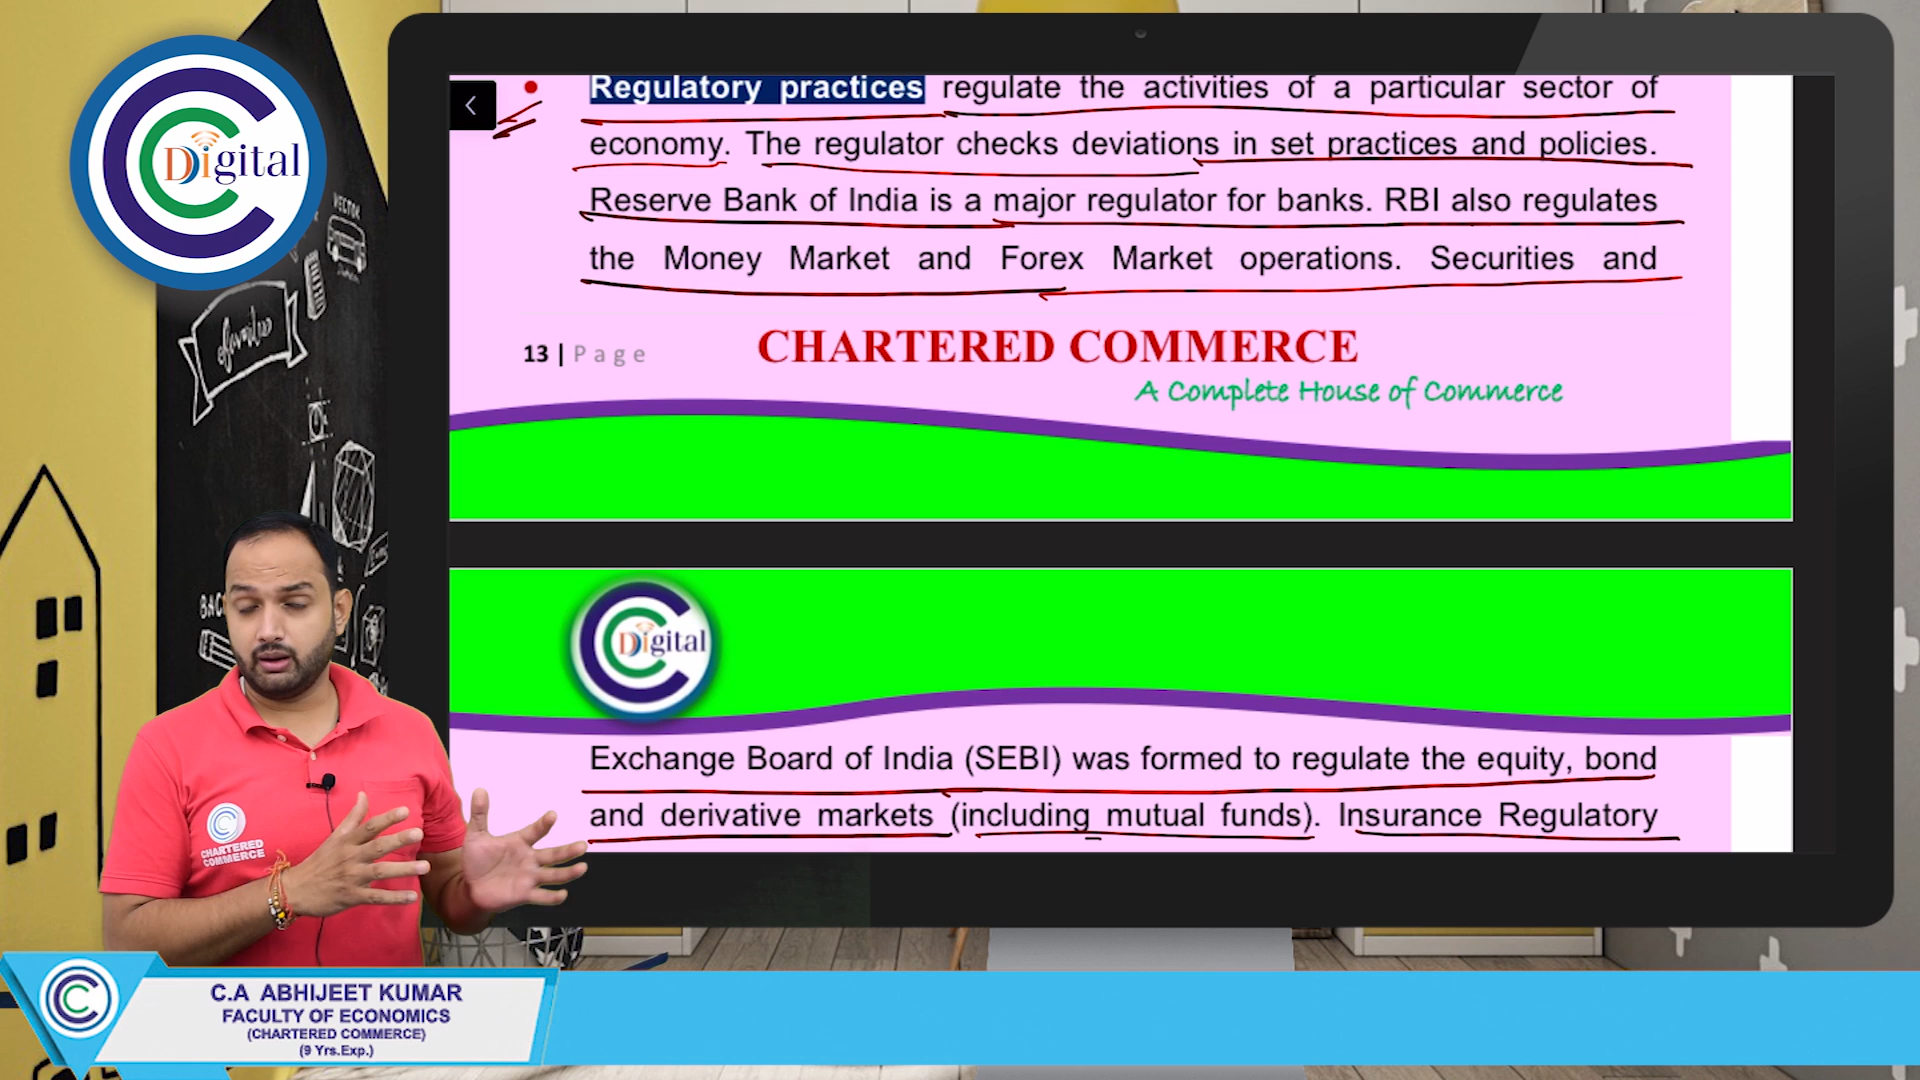 Digital
VECTOR
Favorites
Regulatory practices regulate the activities of a particular sector of
economy. The regulator checks deviations in set practices and policies.
Reserve Bank of India is a major regulator for banks. RBI also regulates
the Money Market and Forex Market operations. Securities and
13 | Page
CHARTERED COMMERCE
A Complete House of Commerce
Digital
Exchange Board of India (SEBI) was formed to regulate the equity, bond
and derivative markets (including mutual funds). Insurance Regulatory
CHARTERED
COMMERCE
C.A ABHIJEET KUMAR
FACULTY OF ECONOMICS
(CHARTERED COMMERCE)
(9 Yrs.Exp.)